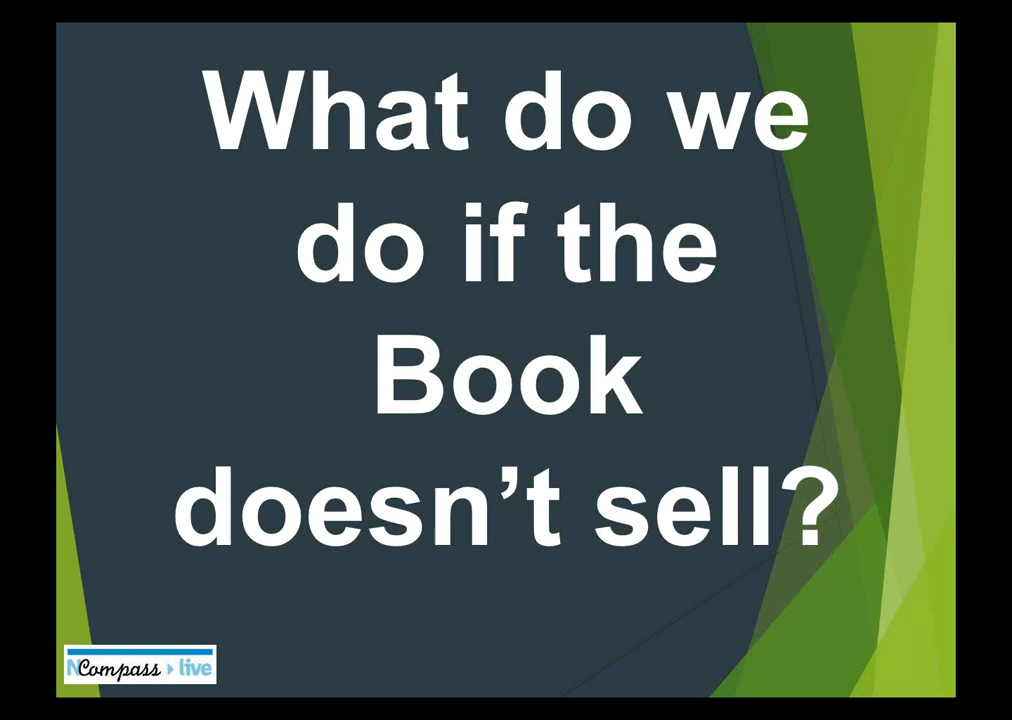 What do we
do if the
Book
doesn’t sell?
NCompass live